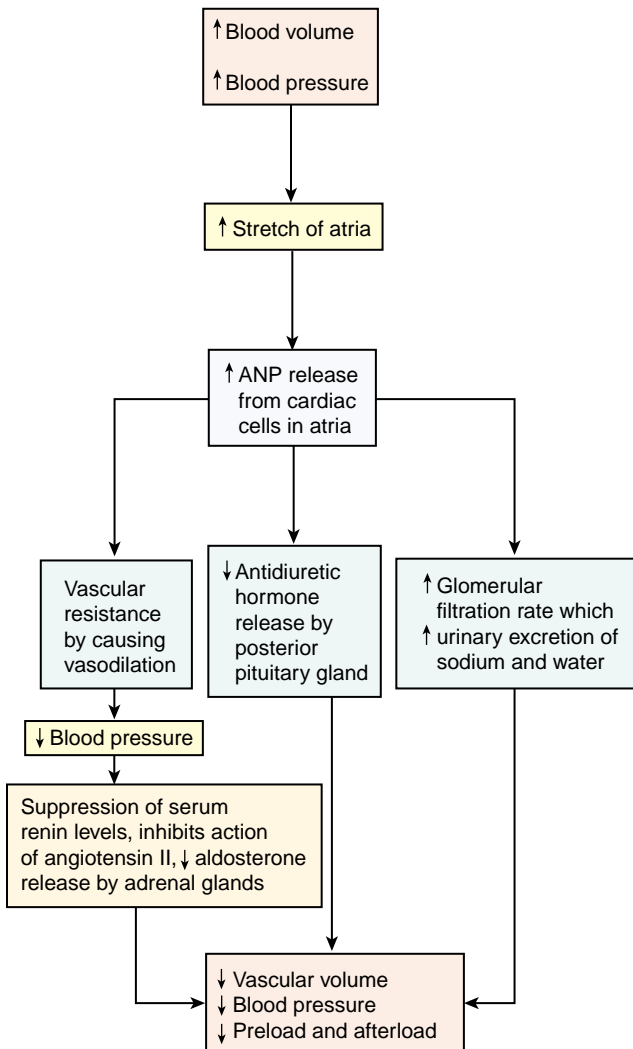 ↑ Blood volume
↑ Blood pressure
↑ Stretch of atria
↑ ANP release
from cardiac
cells in atria
Vascular
resistance
by causing
vasodilation
↓ Antidiuretic
hormone
release by
posterior
pituitary gland
↑ Glomerular
filtration rate which
↑ urinary excretion of
sodium and water
↓ Blood pressure
Suppression of serum
renin levels, inhibits action
of angiotensin II, ↓ aldosterone
release by adrenal glands
↓ Vascular volume
↓ Blood pressure
↓ Preload and afterload